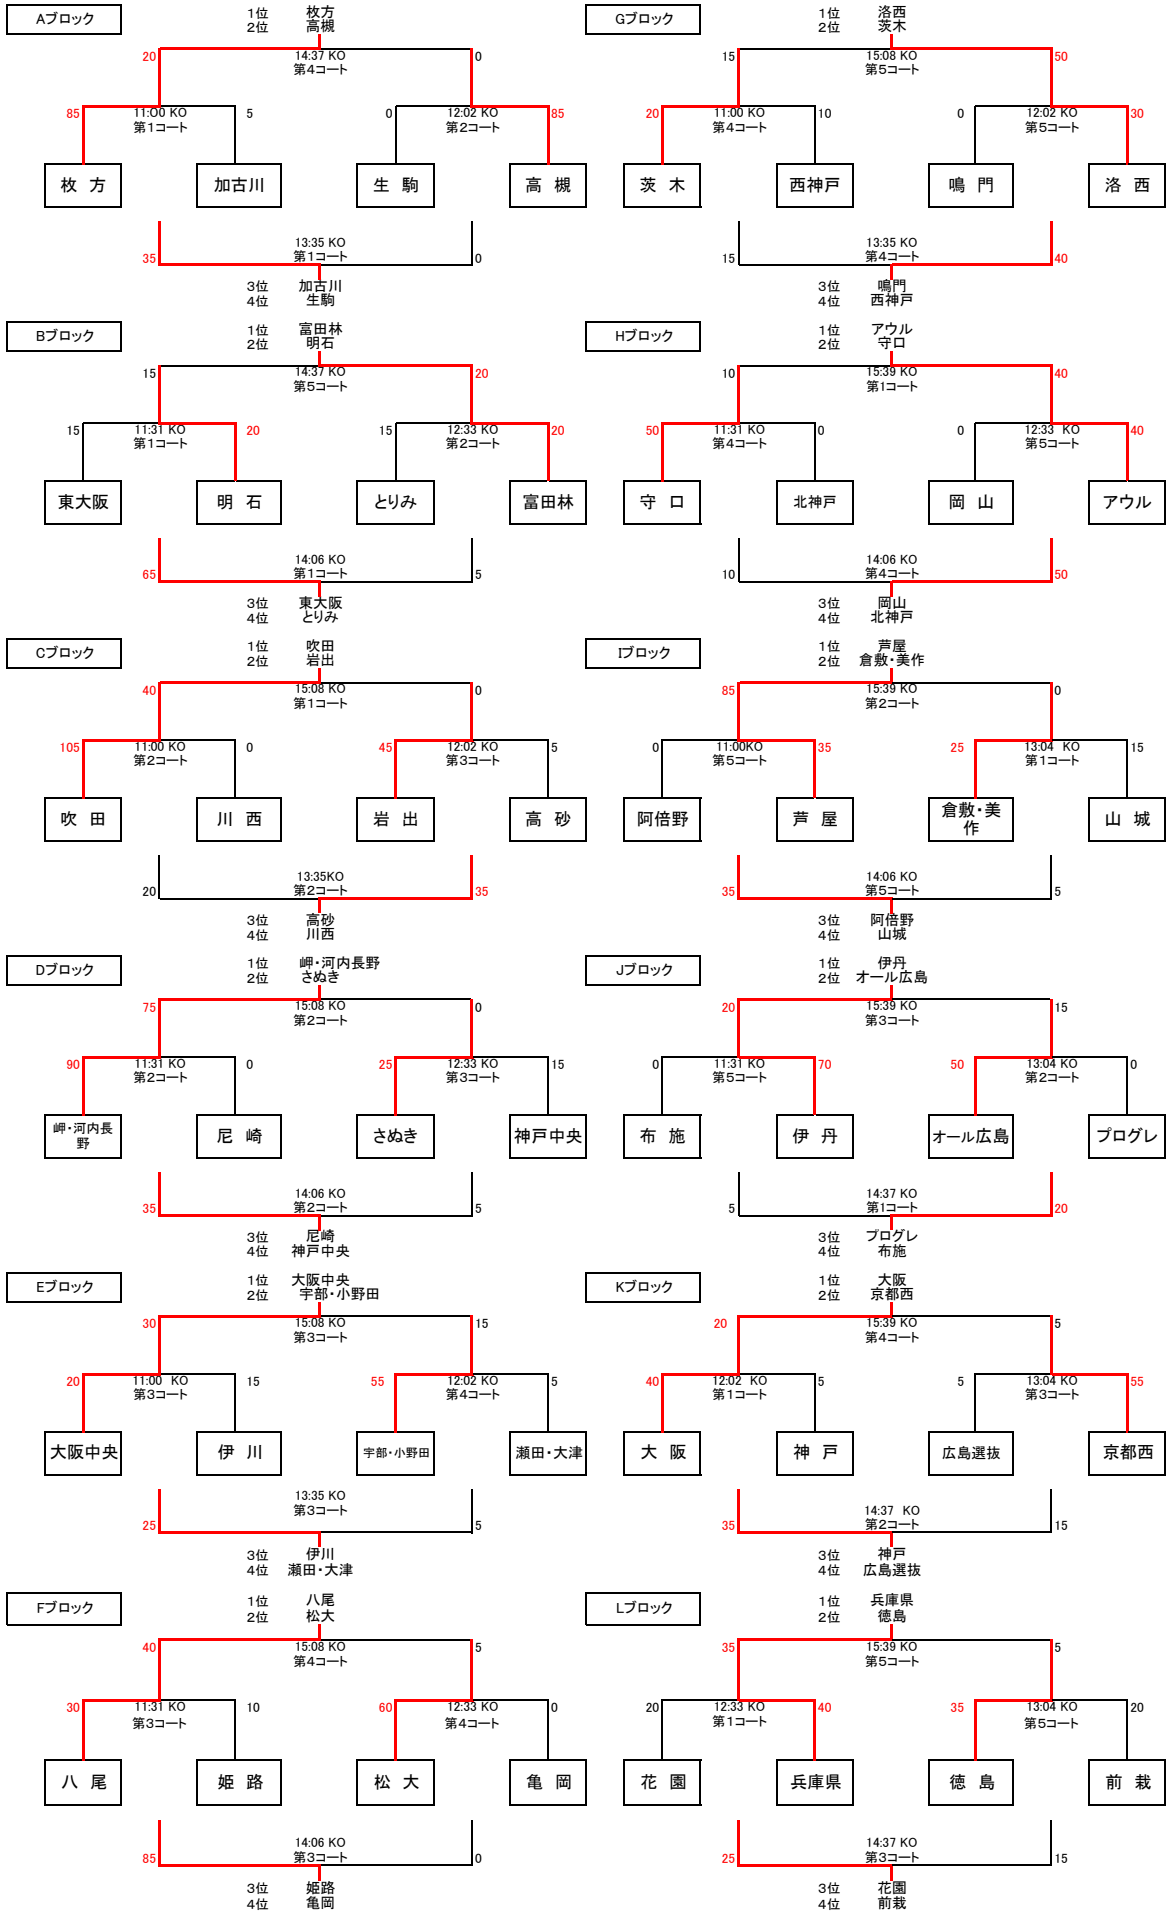 Aブロック
1位 枚方
2位 高槻
20 14:37 KO 0
第4コート
85 11:00 KO 5 0 12:02 KO 85
第1コート 第2コート
枚 方 加古川 生 駒 高 槻
13:35 KO
35 第1コート 0
3位 加古川
4位 生駒
Bブロック
1位 富田林
2位 明石
15 14:37 KO 20
第5コート
15 11:31 KO 20 15 12:33 KO 20
第1コート 第2コート
東大阪 明 石 とりみ 富田林
14:06 KO
65 第1コート 5
3位 東大阪
4位 とりみ
Cブロック
1位 吹田
2位 岩出
40 15:08 KO 0
第1コート
105 11:00 KO 0 45 12:02 KO 5
第2コート 第3コート
吹 田 川 西 岩 出 高 砂
13:35KO
20 第2コート 35
3位 高砂
4位 川西
Dブロック
1位 岬・河内長野
2位 さぬき
75 15:08 KO 0
第2コート
90 11:31 KO 0 25 12:33 KO 15
第2コート 第3コート
岬・河内長
野 尼 崎 さぬき 神戸中央
14:06 KO
35 第2コート 5
3位 尼崎
4位 神戸中央
Eブロック
1位 大阪中央
2位 宇部・小野田
30 15:08 KO 15
第3コート
20 11:00 KO 15 55 12:02 KO 5
第3コート 第4コート
大阪中央 伊 川 宇部・小野田 瀬田・大津
13:35 KO
25 第3コート 5
3位 伊川
4位 瀬田・大津
Fブロック
1位 八尾
2位 松大
40 15:08 KO 5
第4コート
30 11:31 KO 10 60 12:33 KO 0
第3コート 第4コート
八 尾 姫 路 松 大 亀 岡
14:06 KO
85 第3コート 0
3位 姫路
4位 亀岡
Gブロック
1位 洛西
2位 茨木
15 15:08 KO 50
第5コート
20 11:00 KO 10 0 12:02 KO 30
第4コート 第5コート
茨 木 西神戸 鳴 門 洛 西
13:35 KO
15 第4コート 40
3位 鳴門
4位 西神戸
Hブロック
1位 アウル
2位 守口
10 15:39 KO 40
第1コート
50 11:31 KO 0 0 12:33 KO 40
第4コート 第5コート
守 口 北神戸 岡 山 アウル
14:06 KO
10 第4コート 50
3位 岡山
4位 北神戸
Iブロック
1位 芦屋
2位 倉敷・美作
85 15:39 KO 0
第2コート
0 11:00KO 35 25 13:04 KO 15
第5コート 第1コート
阿倍野 芦 屋 倉敷・美
作 山 城
14:06 KO
35 第5コート 5
3位 阿倍野
4位 山城
Jブロック
1位 伊丹
2位 オール広島
20 15:39 KO 15
第3コート
0 11:31 KO 70 50 13:04 KO 0
第5コート 第2コート
布 施 伊 丹 オール広島 プログレ
14:37 KO
5 第1コート 20
3位 プログレ
4位 布施
Kブロック
1位 大阪
2位 京都西
20 15:39 KO 5
第4コート
40 12:02 KO 5 5 13:04 KO 55
第1コート 第3コート
大 阪 神 戸 広島選抜 京都西
14:37 KO
35 第2コート 15
3位 神戸
4位 広島選抜
Lブロック
1位 兵庫県
2位 徳島
35 15:39 KO 5
第5コート
20 12:33 KO 40 35 13:04 KO 20
第1コート 第5コート
花 園 兵庫県 徳 島 前 栽
14:37 KO
25 第3コート 15
3位 花園
4位 前栽